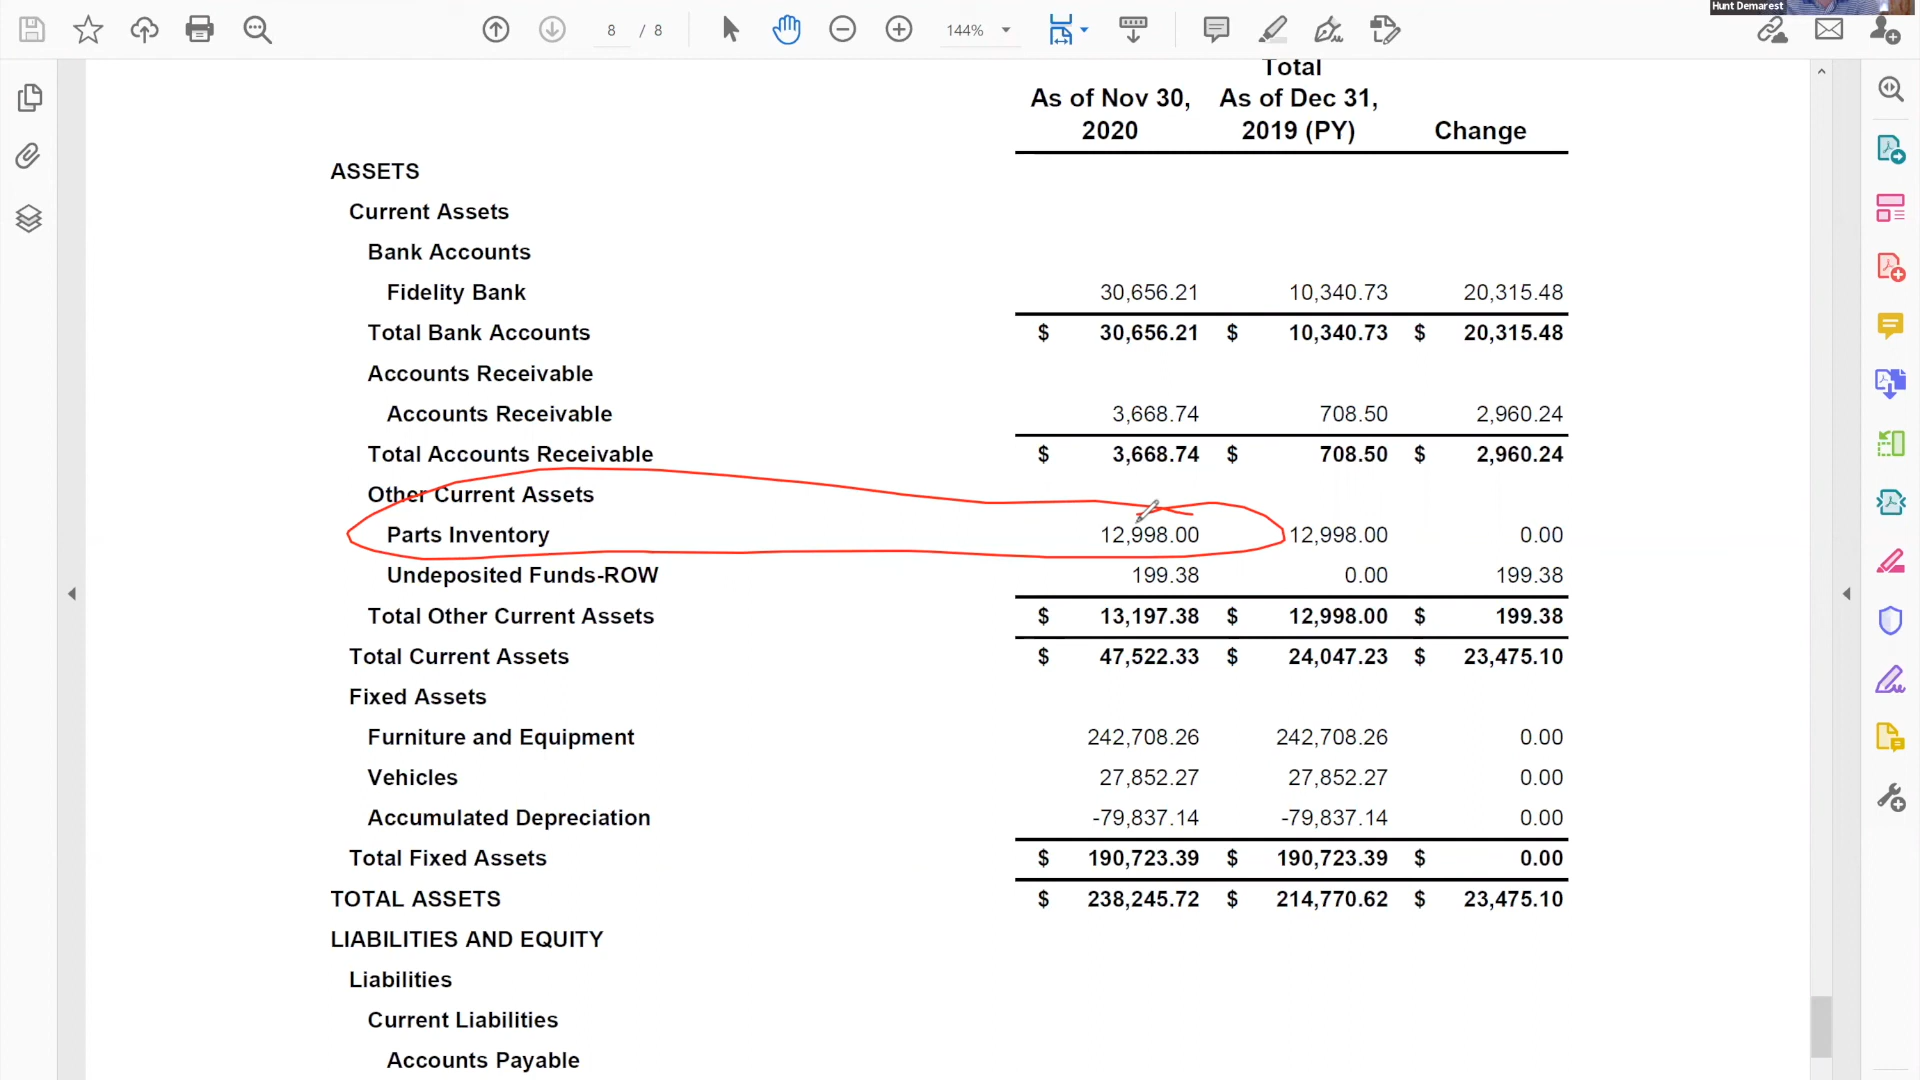 Hunt Demarest
8 / 8
144%
Total
As of Nov 30, 2020 As of Dec 31, 2019 (PY) Change
ASSETS
Current Assets
Bank Accounts
Fidelity Bank 30,656.21 10,340.73 20,315.48
Total Bank Accounts $ 30,656.21 $ 10,340.73 $ 20,315.48
Accounts Receivable
Accounts Receivable 3,668.74 708.50 2,960.24
Total Accounts Receivable $ 3,668.74 $ 708.50 $ 2,960.24
Other Current Assets
Parts Inventory 12,998.00 12,998.00 0.00
Undeposited Funds-ROW 199.38 0.00 199.38
Total Other Current Assets $ 13,197.38 $ 12,998.00 $ 199.38
Total Current Assets $ 47,522.33 $ 24,047.23 $ 23,475.10
Fixed Assets
Furniture and Equipment 242,708.26 242,708.26 0.00
Vehicles 27,852.27 27,852.27 0.00
Accumulated Depreciation -79,837.14 -79,837.14 0.00
Total Fixed Assets $ 190,723.39 $ 190,723.39 $ 0.00
TOTAL ASSETS $ 238,245.72 $ 214,770.62 $ 23,475.10
LIABILITIES AND EQUITY
Liabilities
Current Liabilities
Accounts Payable